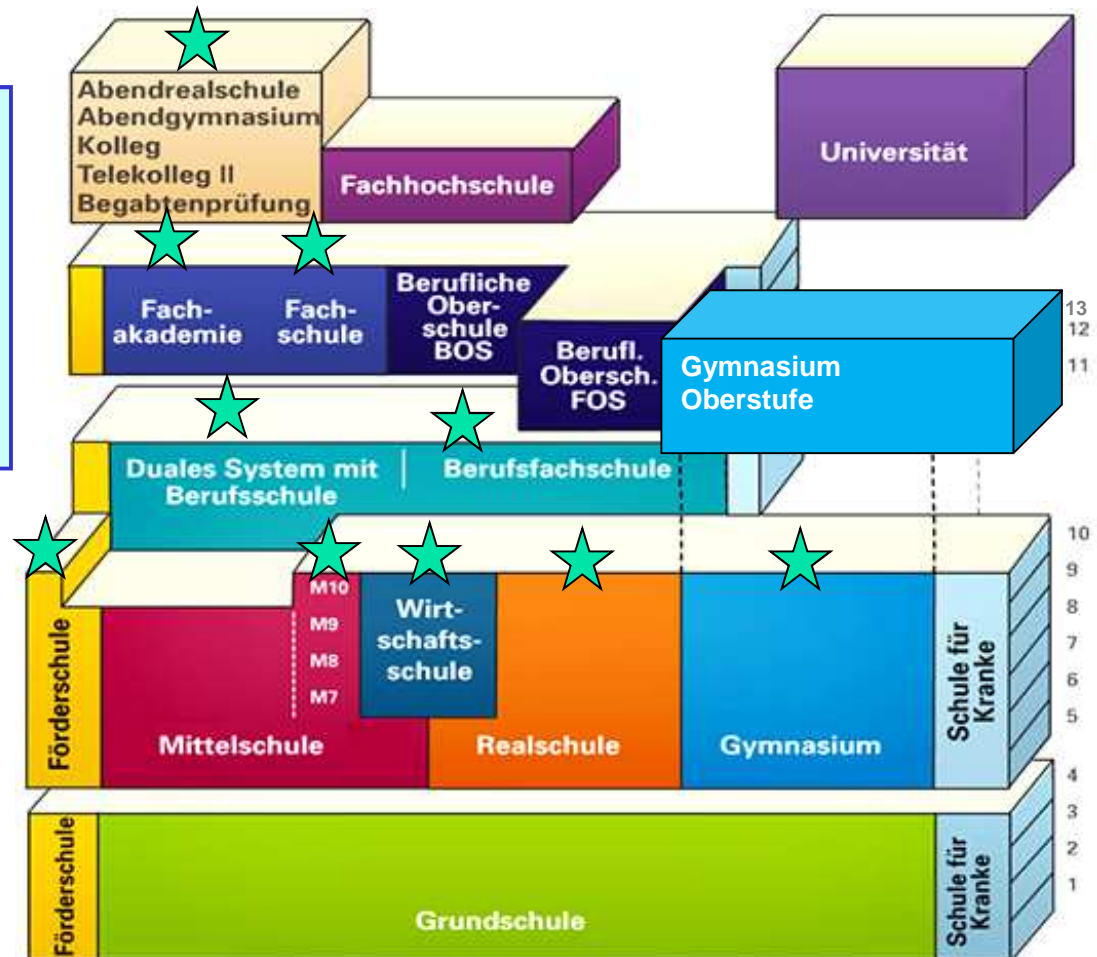 Abendrealschule
Abendgymnasium
Kolleg
Telekolleg II
Begabtenprüfung
Fachhochschule
Universität
Fach-
akademie
Fach-
schule
Berufliche
Ober-
schule
BOS
Berufl.
Obersch.
FOS
Gymnasium
Oberstufe
13
12
11
Duales System mit
Berufsschule
Berufsfachschule
10
9
8
7
6
5
Förderschule
Mittelschule
M10
M9
M8
M7
Wirt-
schafts-
schule
Realschule
Gymnasium
Schule für
Kranke
4
3
2
1
Förderschule
Grundschule
Schule für
Kranke